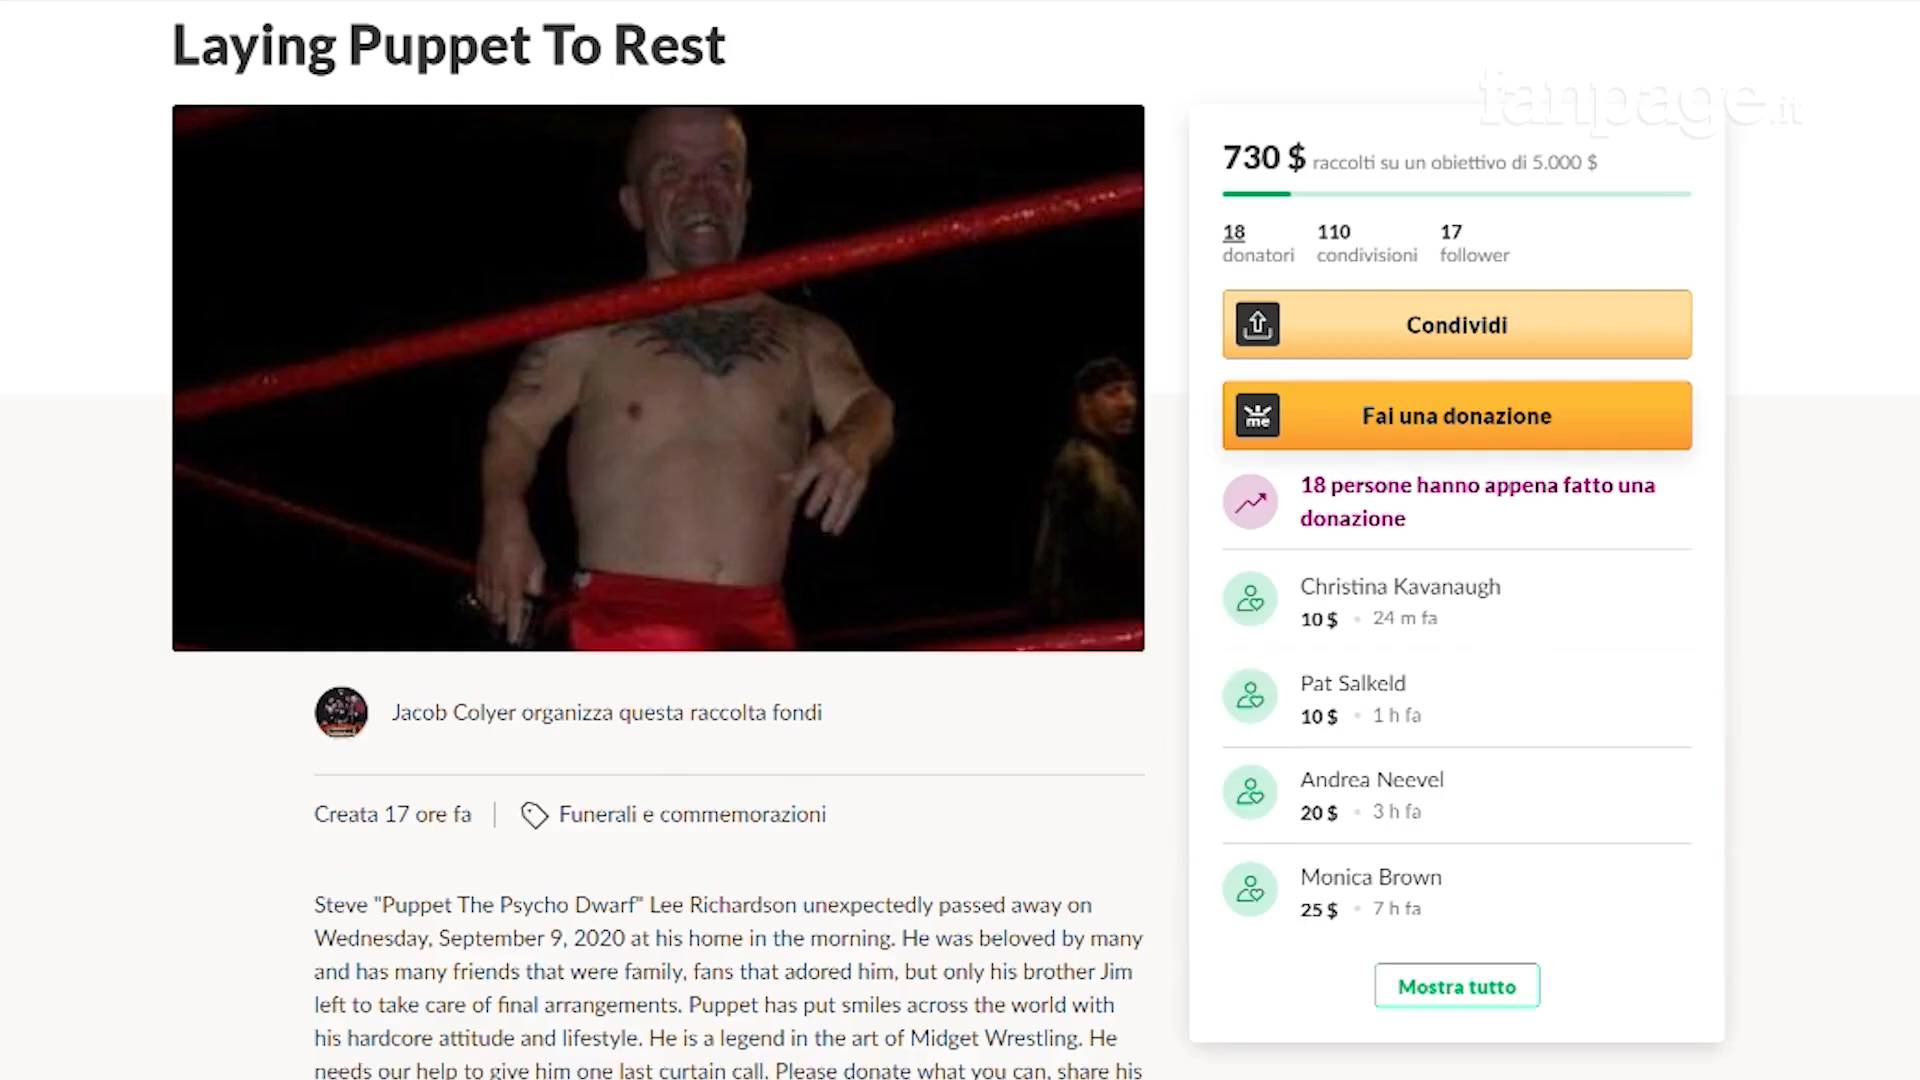 Laying Puppet To Rest
fanpage.it
730 $ raccolti su un obiettivo di 5.000 $
18 donatori
110 condivisioni
17 follower
Condividi
me
Fai una donazione
18 persone hanno appena fatto una
donazione
Christina Kavanaugh
10 $ • 24 m fa
Pat Salkeld
10 $ • 1 h fa
Andrea Neevel
20 $ • 3 h fa
Monica Brown
25 $ • 7 h fa
Mostra tutto
Jacob Colyer organizza questa raccolta fondi
Creata 17 ore fa | Funerali e commemorazioni
Steve "Puppet The Psycho Dwarf" Lee Richardson unexpectedly passed away on
Wednesday, September 9, 2020 at his home in the morning. He was beloved by many
and has many friends that were family, fans that adored him, but only his brother Jim
left to take care of final arrangements. Puppet has put smiles across the world with
his hardcore attitude and lifestyle. He is a legend in the art of Midget Wrestling. He
needs our help to give him one last curtain call. Please donate what you can, share his